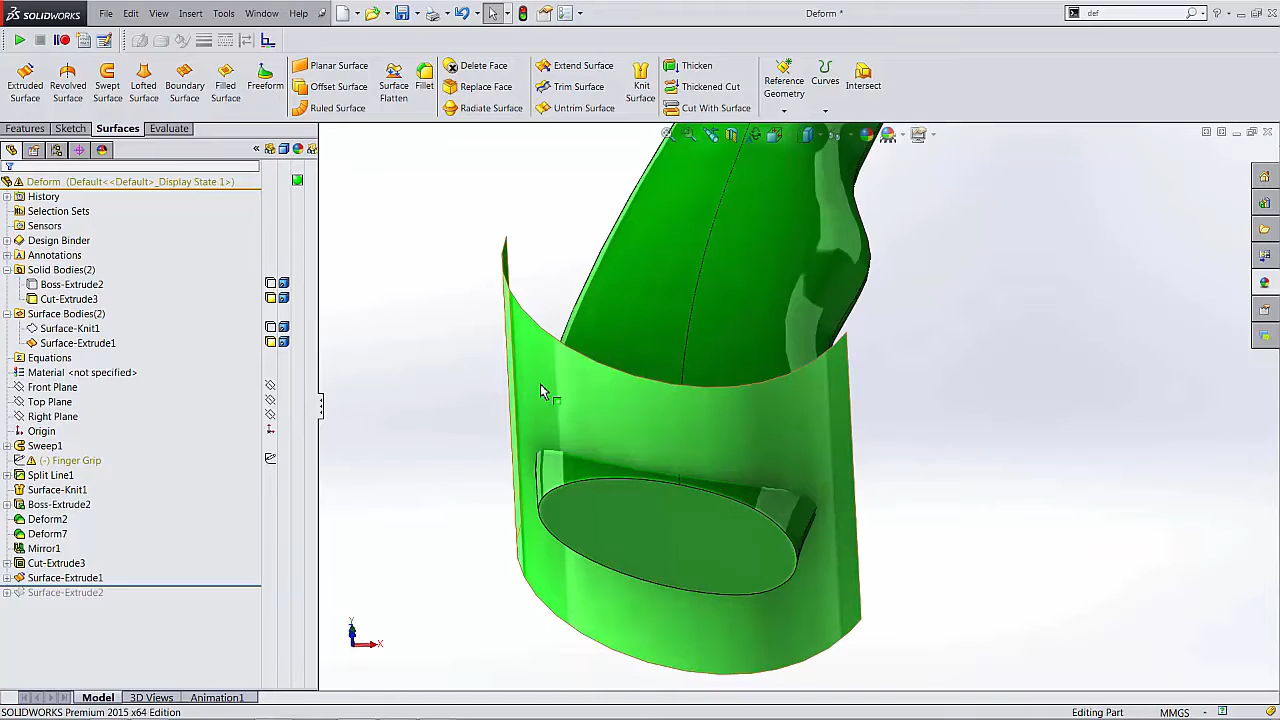 SOLIDWORKS File Edit View Insert Tools Window Help Deform * def
Extruded Surface
Revolved Surface
Swept Surface
Lofted Surface
Boundary Surface
Filled Surface
Freeform
Planar Surface
Offset Surface
Ruled Surface
Surface Flatten
Fillet
Delete Face
Replace Face
Radiate Surface
Extend Surface
Trim Surface
Untrim Surface
Knit Surface
Thicken
Thickened Cut
Cut With Surface
Reference Geometry
Curves
Intersect
Features Sketch Surfaces Evaluate
Deform (Default<<Default>_Display State 1>)
History
Selection Sets
Sensors
Design Binder
Annotations
Solid Bodies(2)
Boss-Extrude2
Cut-Extrude3
Surface Bodies(2)
Surface-Knit1
Surface-Extrude1
Equations
Material <not specified>
Front Plane
Top Plane
Right Plane
Origin
Sweep1
(-) Finger Grip
Split Line1
Surface-Knit1
Boss-Extrude2
Deform2
Deform7
Mirror1
Cut-Extrude3
Surface-Extrude1
Surface-Extrude2
Y
X
Model 3D Views Animation1
SOLIDWORKS Premium 2015 x64 Edition Editing Part MMGS